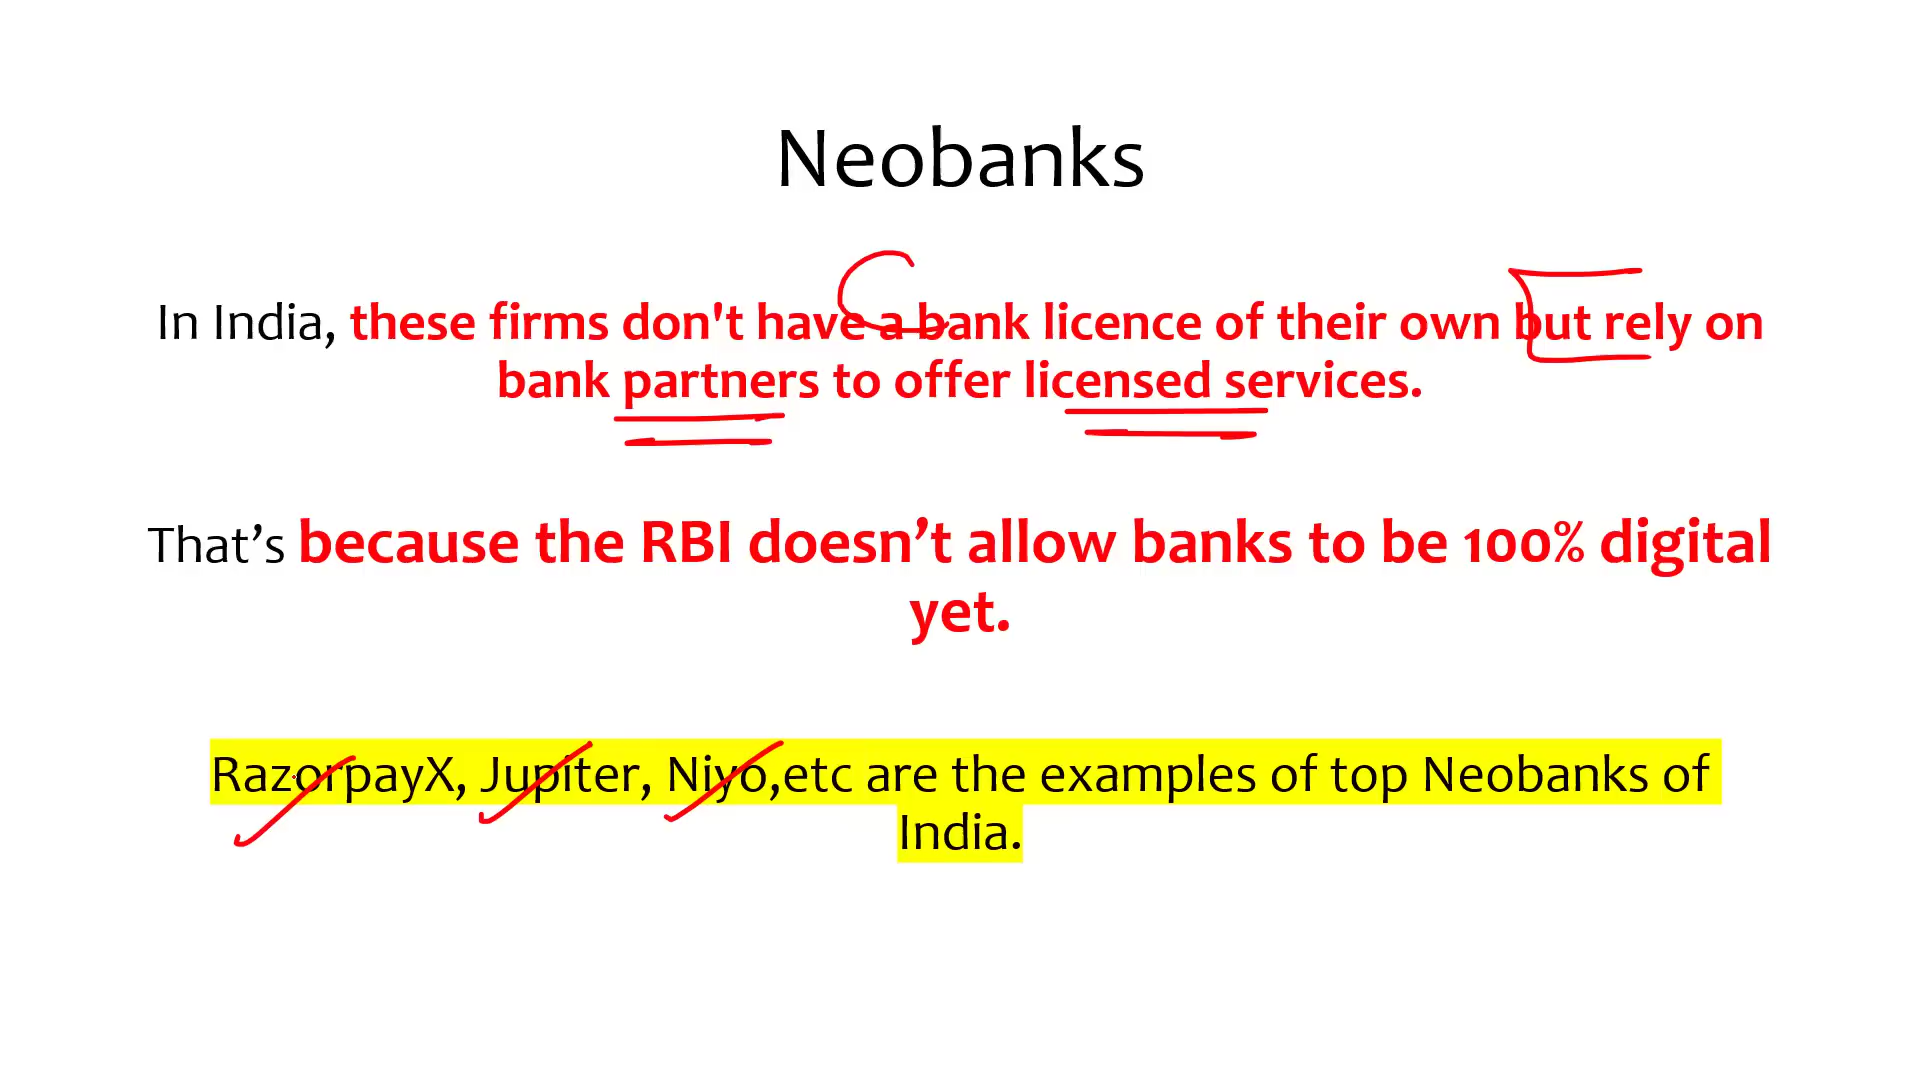 Neobanks
In India, these firms don't have a bank licence of their own but rely on
bank partners to offer licensed services.
That’s because the RBI doesn’t allow banks to be 100% digital
yet.
RazorpayX, Jupiter, Niyo,etc are the examples of top Neobanks of
India.